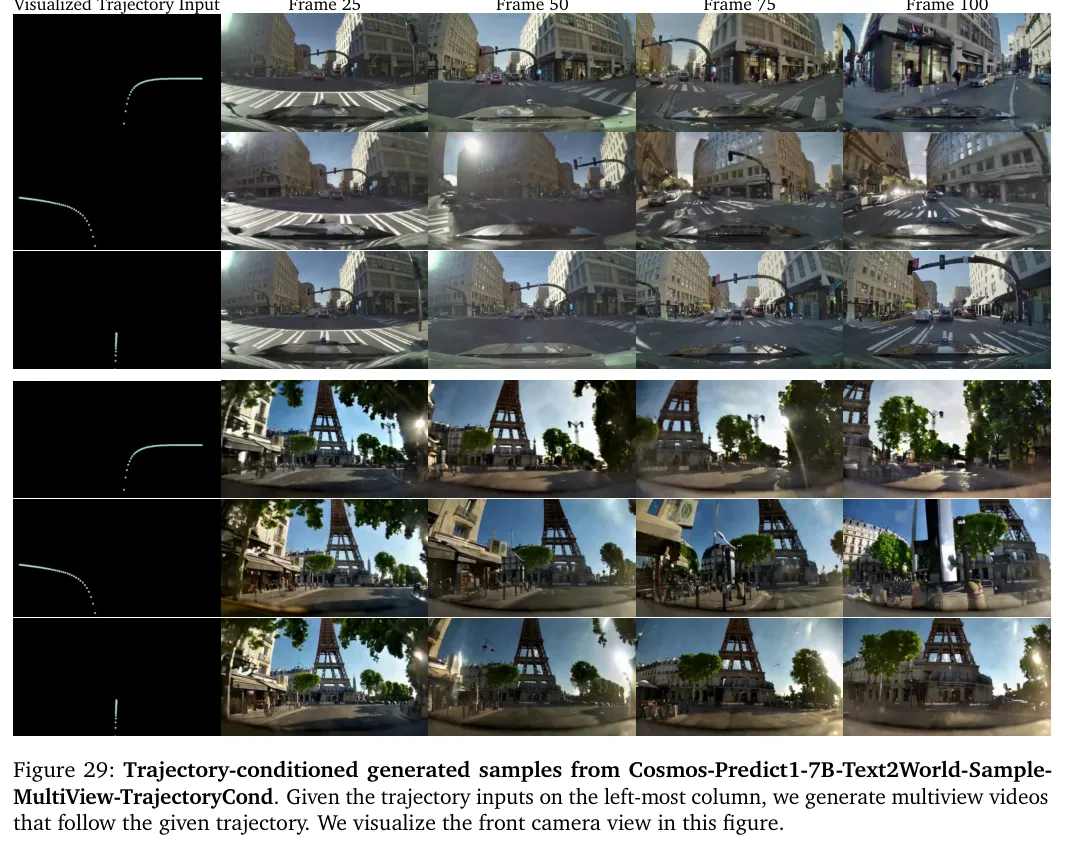 Visualized Trajectory Input Frame 25 Frame 50 Frame 75 Frame 100
Figure 29: Trajectory-conditioned generated samples from Cosmos-Predict1-7B-Text2World-Sample-
MultiView-TrajectoryCond. Given the trajectory inputs on the left-most column, we generate multiview videos
that follow the given trajectory. We visualize the front camera view in this figure.